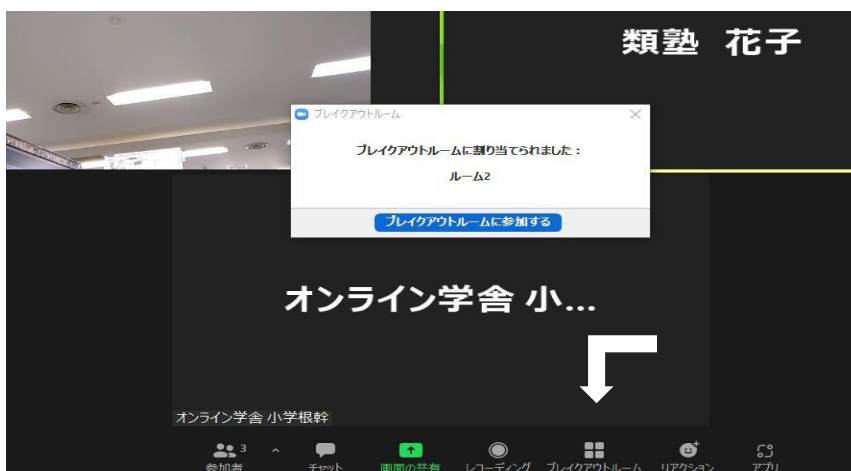 類塾 花子
ブレイクアウトルーム
ブレイクアウトルームに割り当てられました：
ルーム2
ブレイクアウトルームに参加する
オンライン学舎 小...
オンライン学舎 小学根幹
3
参加者
チャット
画面の共有
レコーディング
ブレイクアウトルーム
リアクション
アプリ